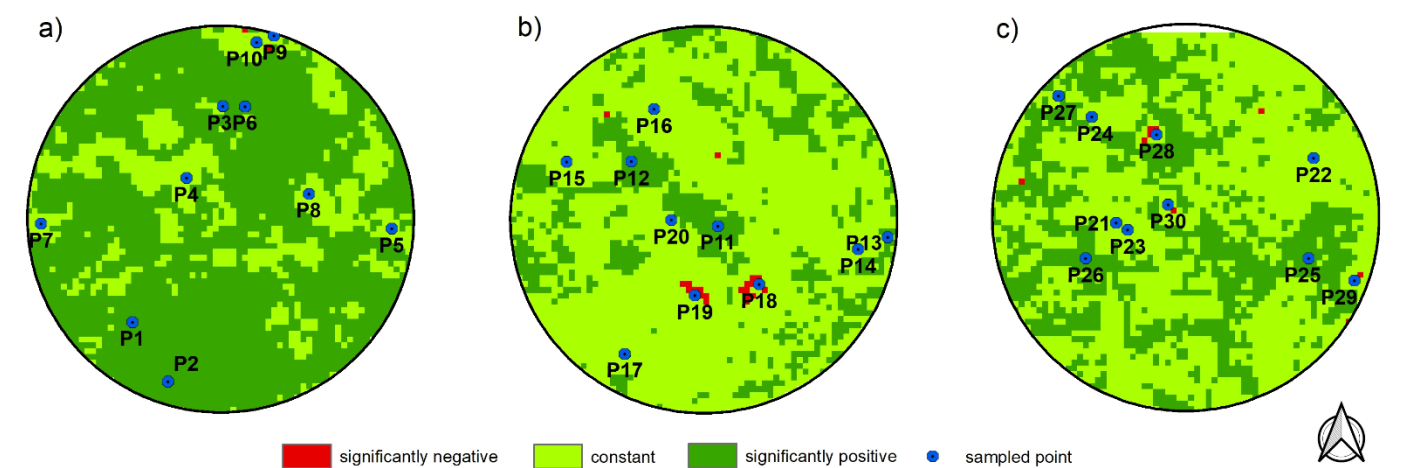 a)
b)
c)
P10
P9
P3
P6
P4
P8
P7
P5
P1
P2
P16
P15
P12
P20
P11
P13
P14
P19
P18
P17
P27
P24
P28
P22
P30
P21
P23
P26
P25
P29
significantly negative
constant
significantly positive
sampled point